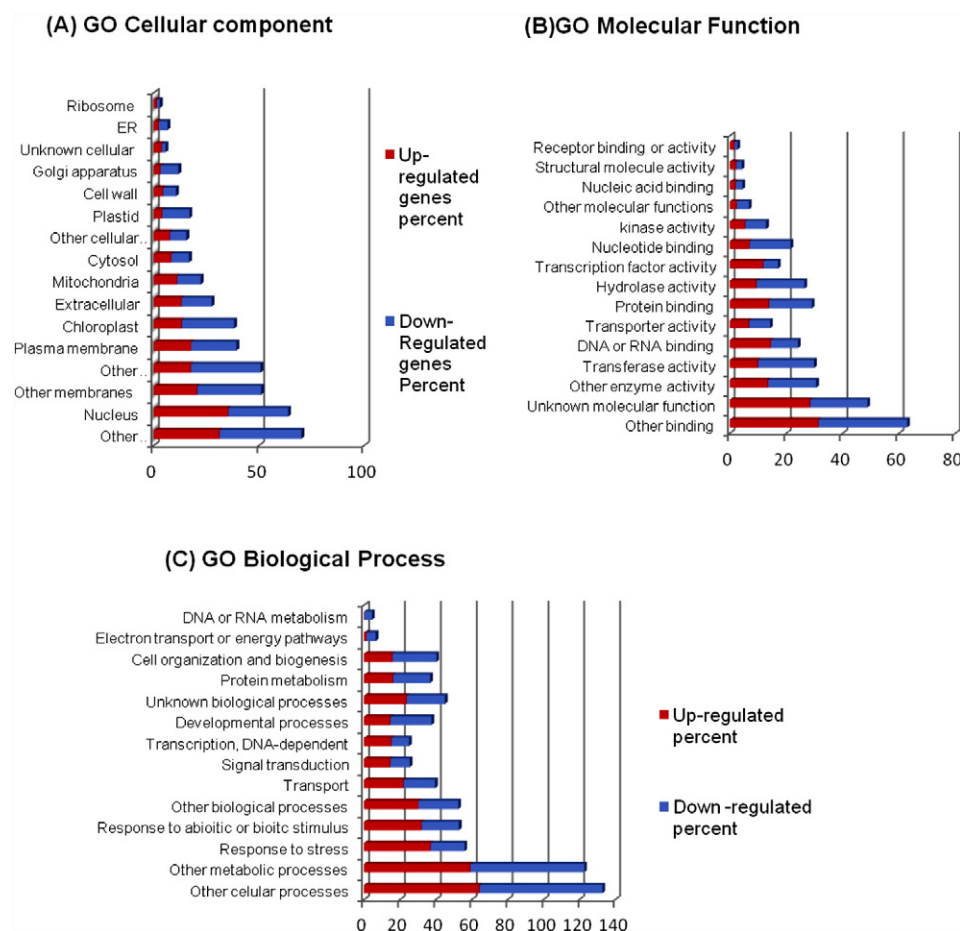 (A) GO Cellular component
Ribosome
ER
Unknown cellular
Golgi apparatus
Cell wall
Plastid
Other cellular..
Cytosol
Mitochondria
Extracellular
Chloroplast
Plasma membrane
Other..
Other membranes
Nucleus
Other..
0 50 100
Up-
regulated
genes
percent
Down-
Regulated
genes
Percent
(B)GO Molecular Function
Receptor binding or activity
Structural molecule activity
Nucleic acid binding
Other molecular functions
kinase activity
Nucleotide binding
Transcription factor activity
Hydrolase activity
Protein binding
Transporter activity
DNA or RNA binding
Transferase activity
Other enzyme activity
Unknown molecular function
Other binding
0 20 40 60 80
(C) GO Biological Process
DNA or RNA metabolism
Electron transport or energy pathways
Cell organization and biogenesis
Protein metabolism
Unknown biological processes
Developmental processes
Transcription, DNA-dependent
Signal transduction
Transport
Other biological processes
Response to abioitic or bioitc stimulus
Response to stress
Other metabolic processes
Other celular processes
0 20 40 60 80 100 120 140
Up-regulated
percent
Down -regulated
percent